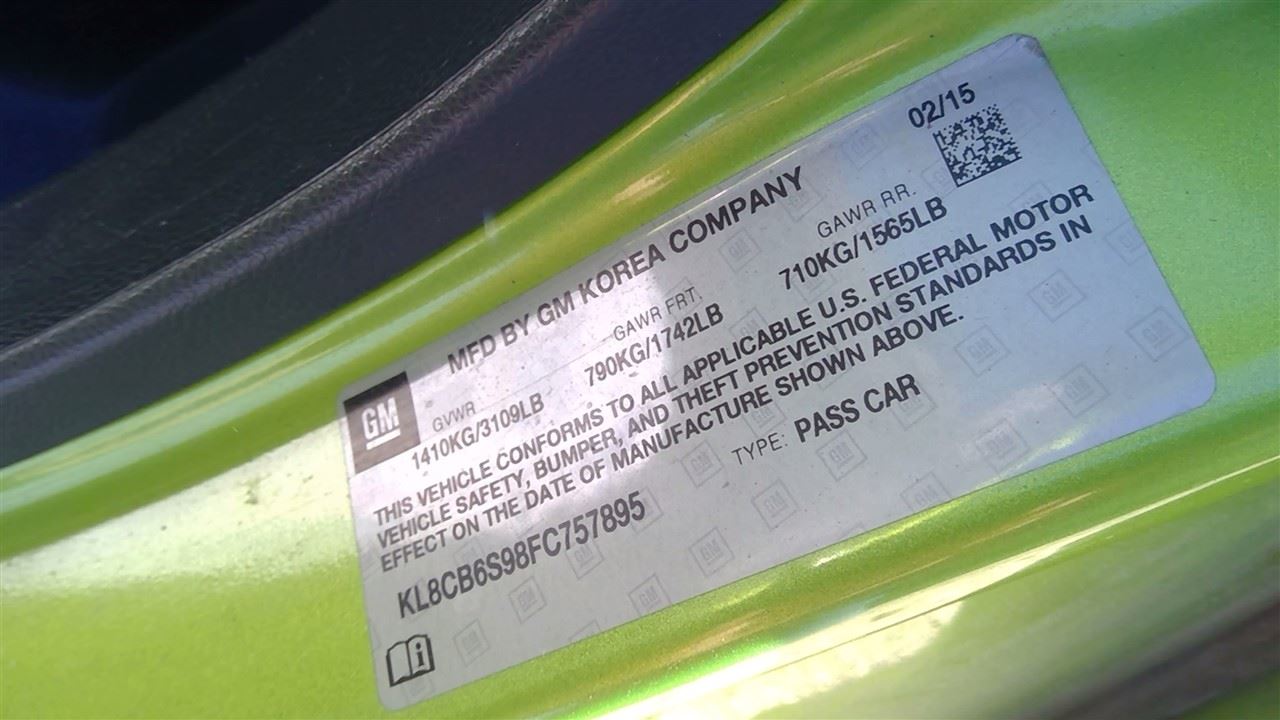 02/15
MFD BY GM KOREA COMPANY
GM
GVWR
GAWR FRT.
GAWR RR.
1410KG/3109LB
790KG/1742LB
710KG/1565LB
THIS VEHICLE CONFORMS TO ALL APPLICABLE U.S. FEDERAL MOTOR
VEHICLE SAFETY, BUMPER, AND THEFT PREVENTION STANDARDS IN
EFFECT ON THE DATE OF MANUFACTURE SHOWN ABOVE.
TYPE: PASS CAR
KL8CB6S98FC757895